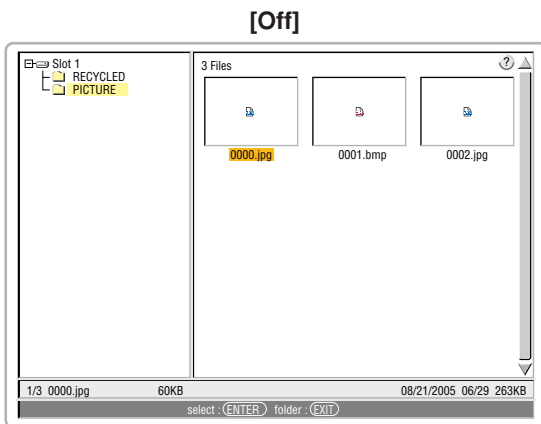 [Off]
Slot 1
RECYCLED
PICTURE
3 Files
?
0000.jpg 0001.bmp 0002.jpg
1/3 0000.jpg 60KB 08/21/2005 06/29 263KB
select : ENTER folder : EXIT